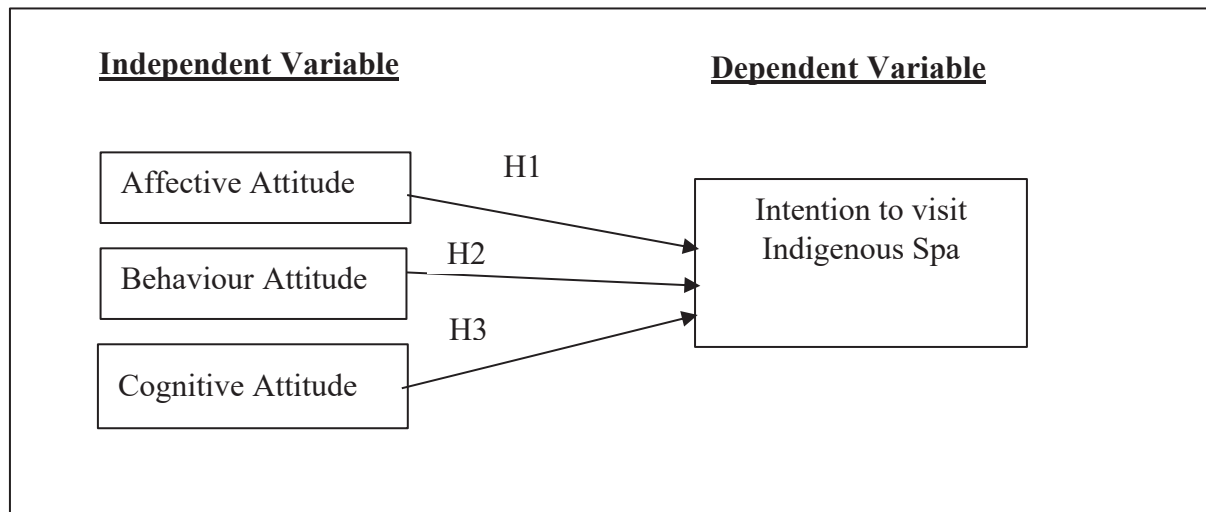 Independent Variable
Dependent Variable
Affective Attitude
H1
Behaviour Attitude
H2
Cognitive Attitude
H3
Intention to visit
Indigenous Spa